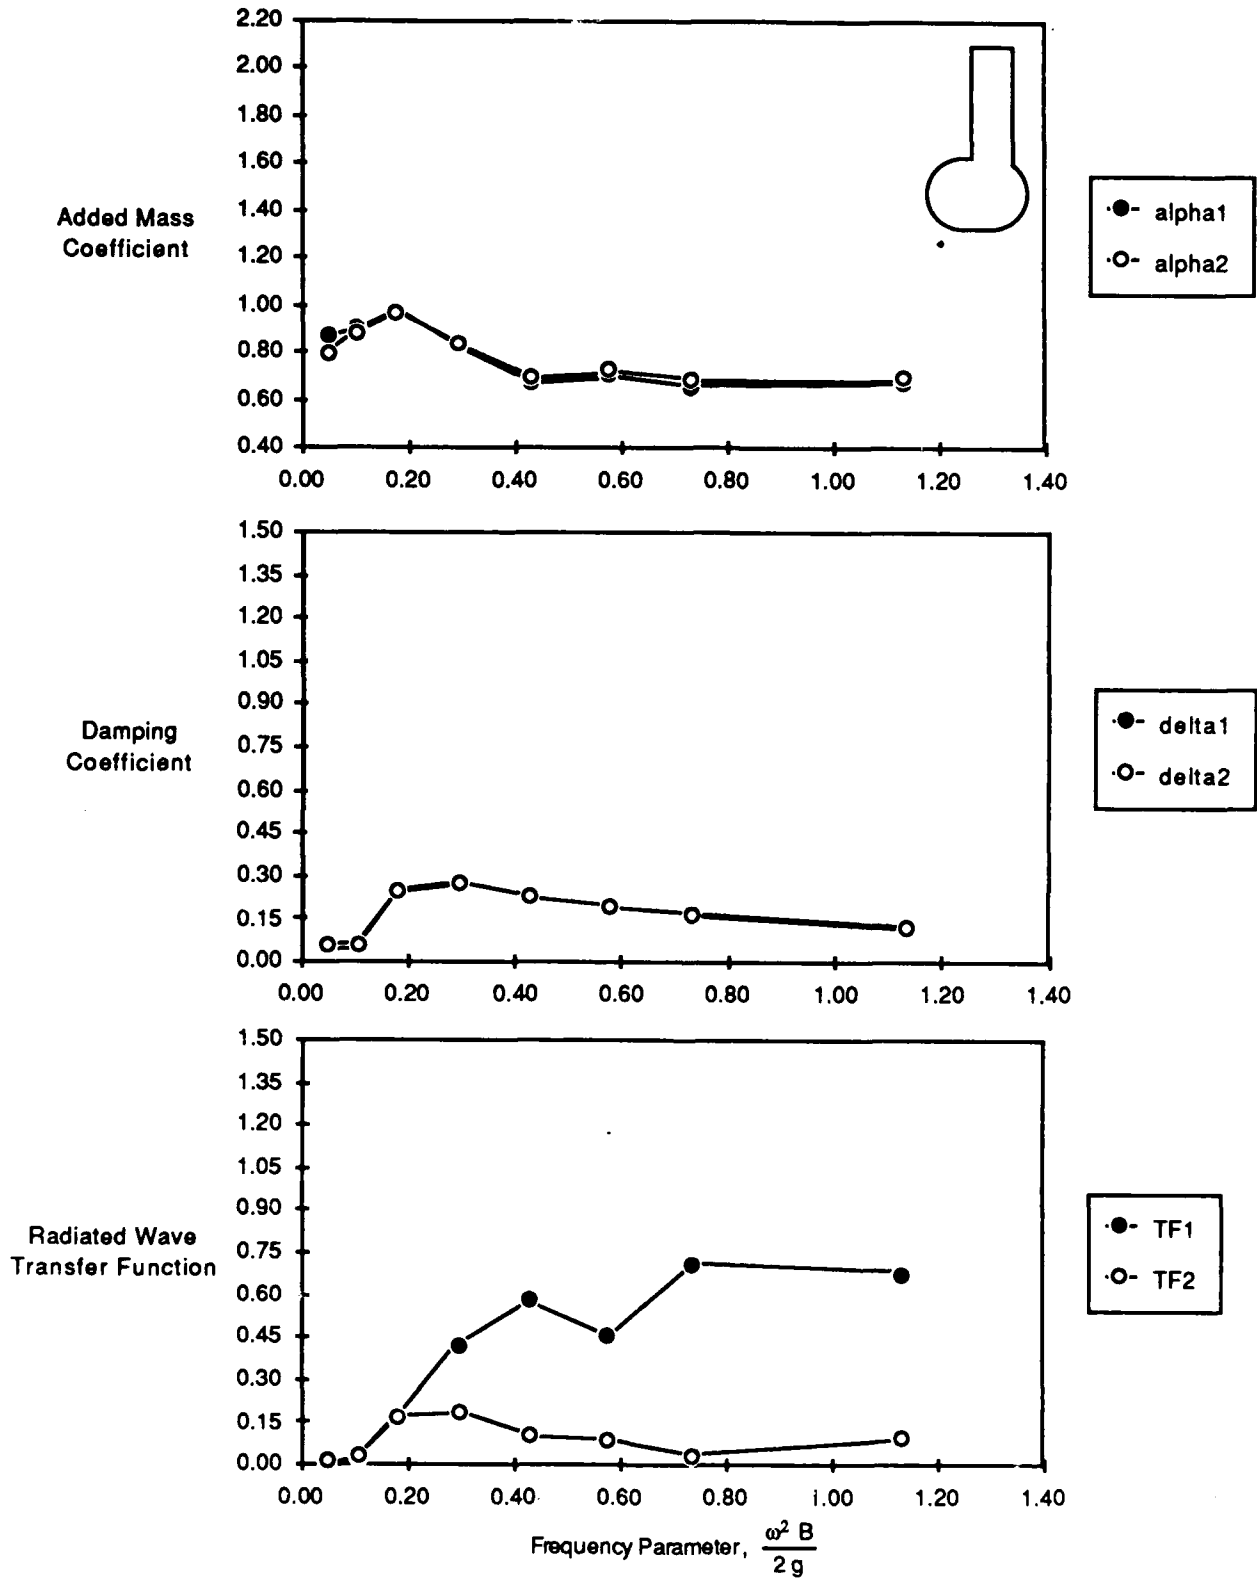 2.20
2.00
1.80
1.60
1.40
1.20
1.00
0.80
0.60
0.40
Added Mass
Coefficient
0.00 0.20 0.40 0.60 0.80 1.00 1.20 1.40
alpha1
alpha2
1.50
1.35
1.20
1.05
0.90
0.75
0.60
0.45
0.30
0.15
0.00
Damping
Coefficient
0.00 0.20 0.40 0.60 0.80 1.00 1.20 1.40
delta1
delta2
1.50
1.35
1.20
1.05
0.90
0.75
0.60
0.45
0.30
0.15
0.00
Radiated Wave
Transfer Function
0.00 0.20 0.40 0.60 0.80 1.00 1.20 1.40
TF1
TF2
Frequency Parameter, ω² B
2 g